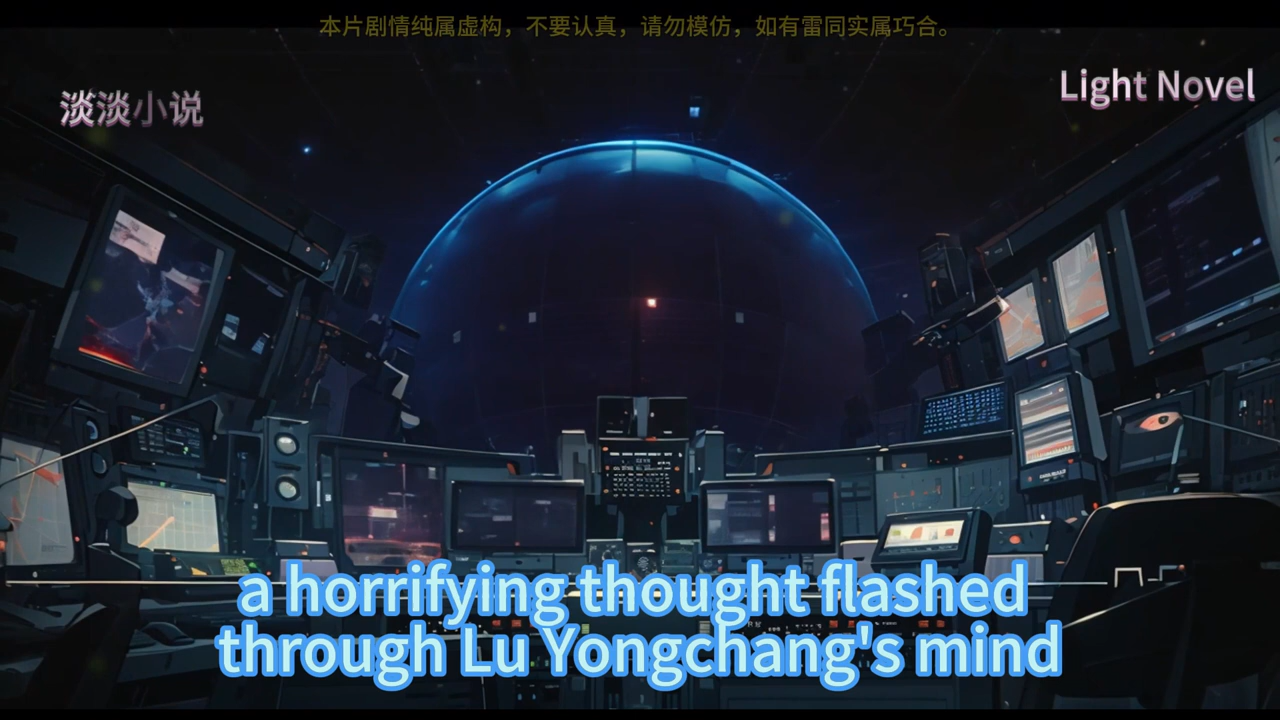 本片剧情纯属虚构，不要认真，请勿模仿，如有雷同实属巧合。
淡淡小说
Light Novel
a horrifying thought flashed
through Lu Yongchang's mind